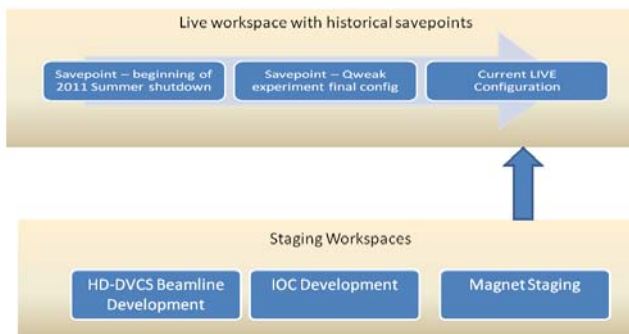 Live workspace with historical savepoints
Savepoint – beginning of
2011 Summer shutdown
Savepoint – Qweak
experiment final config
Current LIVE
Configuration
Staging Workspaces
HD-DVCS Beamline
Development
IOC Development
Magnet Staging